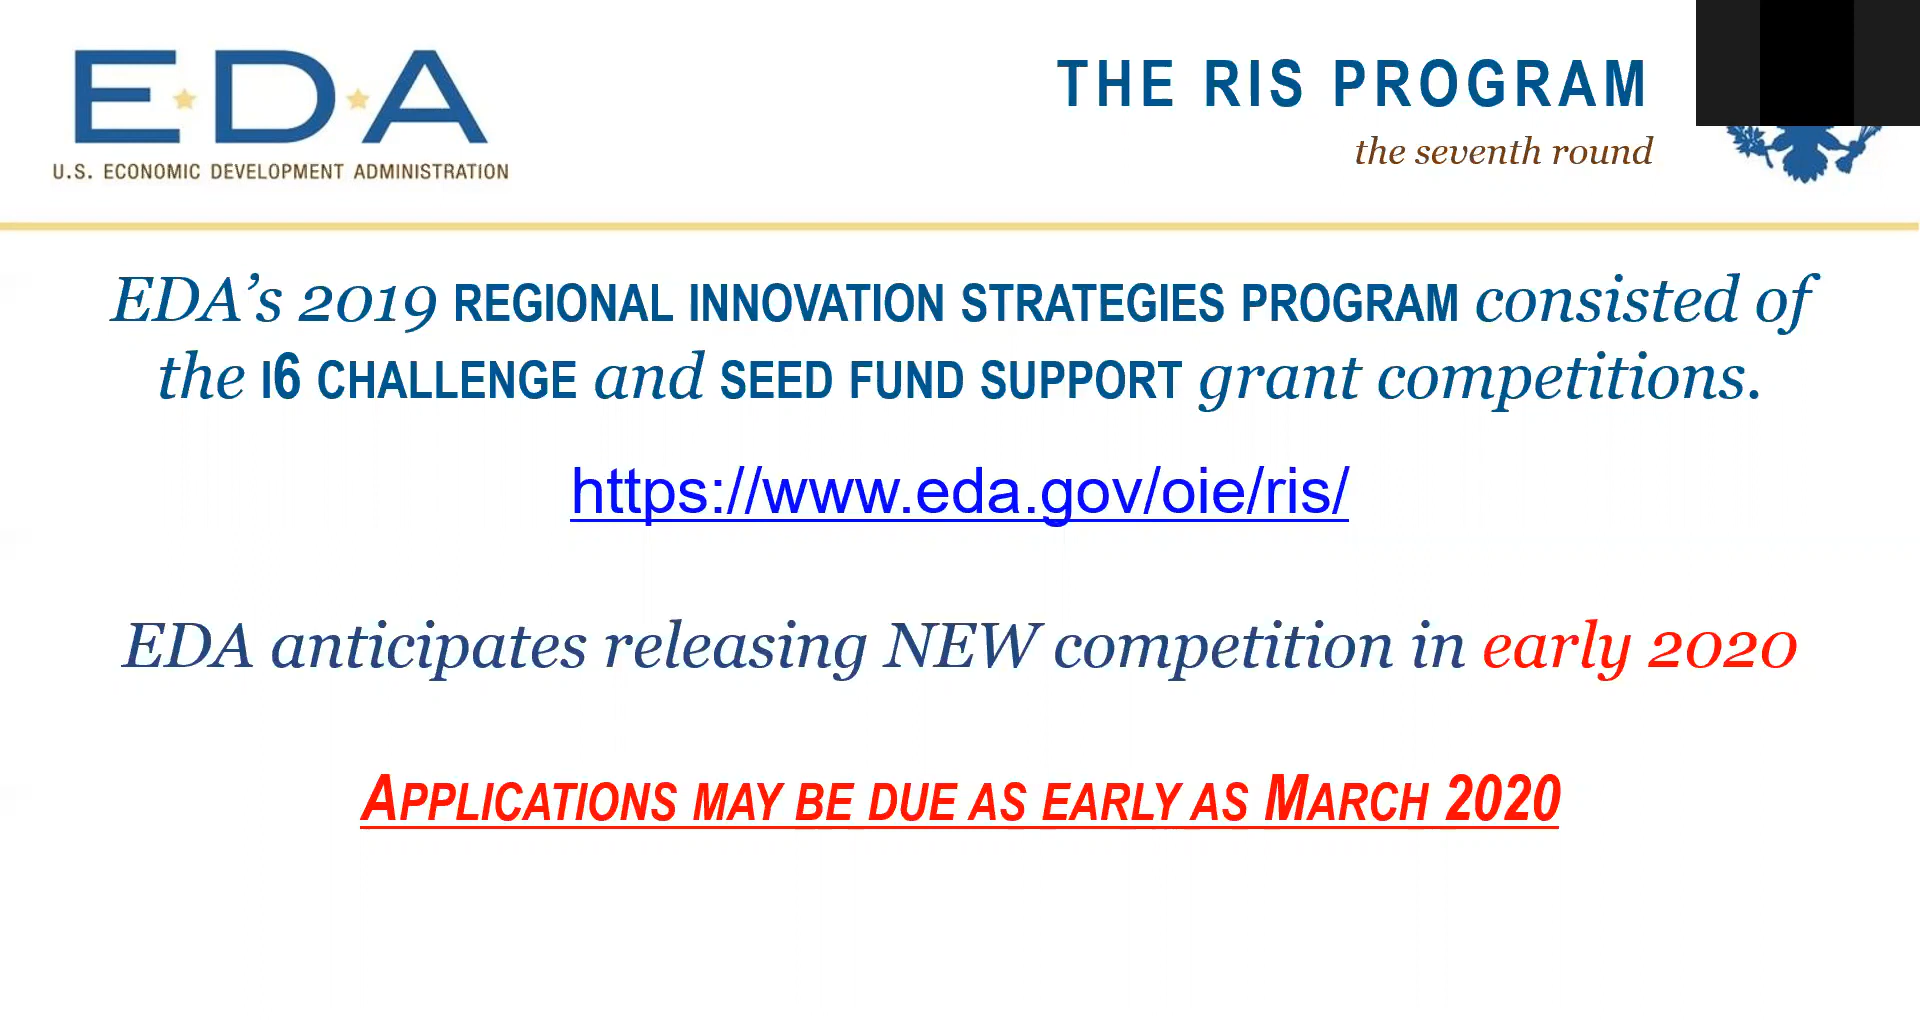 E★D★A
U.S. ECONOMIC DEVELOPMENT ADMINISTRATION
THE RIS PROGRAM
the seventh round
EDA’s 2019 REGIONAL INNOVATION STRATEGIES PROGRAM consisted of
the I6 CHALLENGE and SEED FUND SUPPORT grant competitions.
https://www.eda.gov/oie/ris/
EDA anticipates releasing NEW competition in early 2020
APPLICATIONS MAY BE DUE AS EARLY AS MARCH 2020